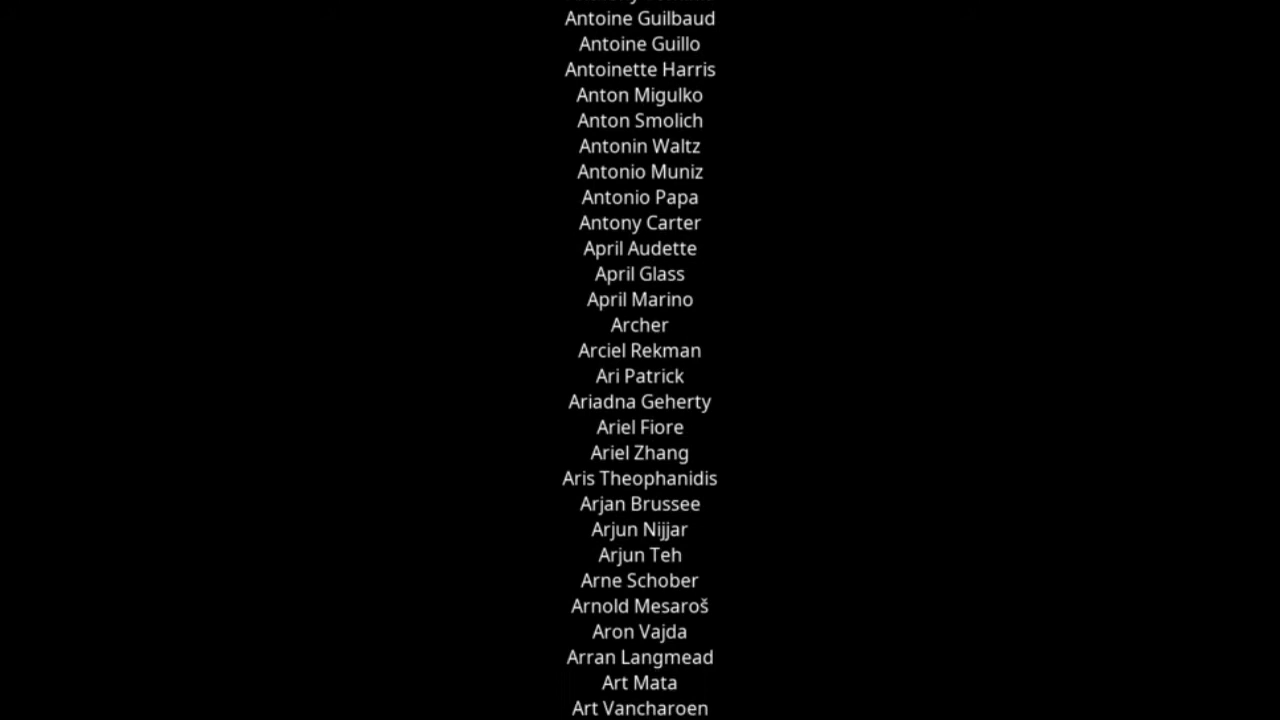 Antoine Guilbaud
Antoine Guillo
Antoinette Harris
Anton Migulko
Anton Smolich
Antonin Waltz
Antonio Muniz
Antonio Papa
Antony Carter
April Audette
April Glass
April Marino
Archer
Arciel Rekman
Ari Patrick
Ariadna Geherty
Ariel Fiore
Ariel Zhang
Aris Theophanidis
Arjan Brussee
Arjun Nijjar
Arjun Teh
Arne Schober
Arnold Mesaroš
Aron Vajda
Arran Langmead
Art Mata
Art Vancharoen